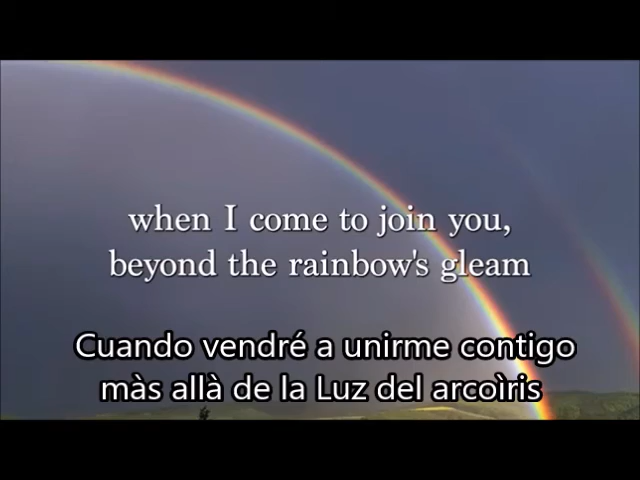 when I come to join you,
beyond the rainbow's gleam
Cuando vendré a unirme contigo
màs allà de la Luz del arcoìris